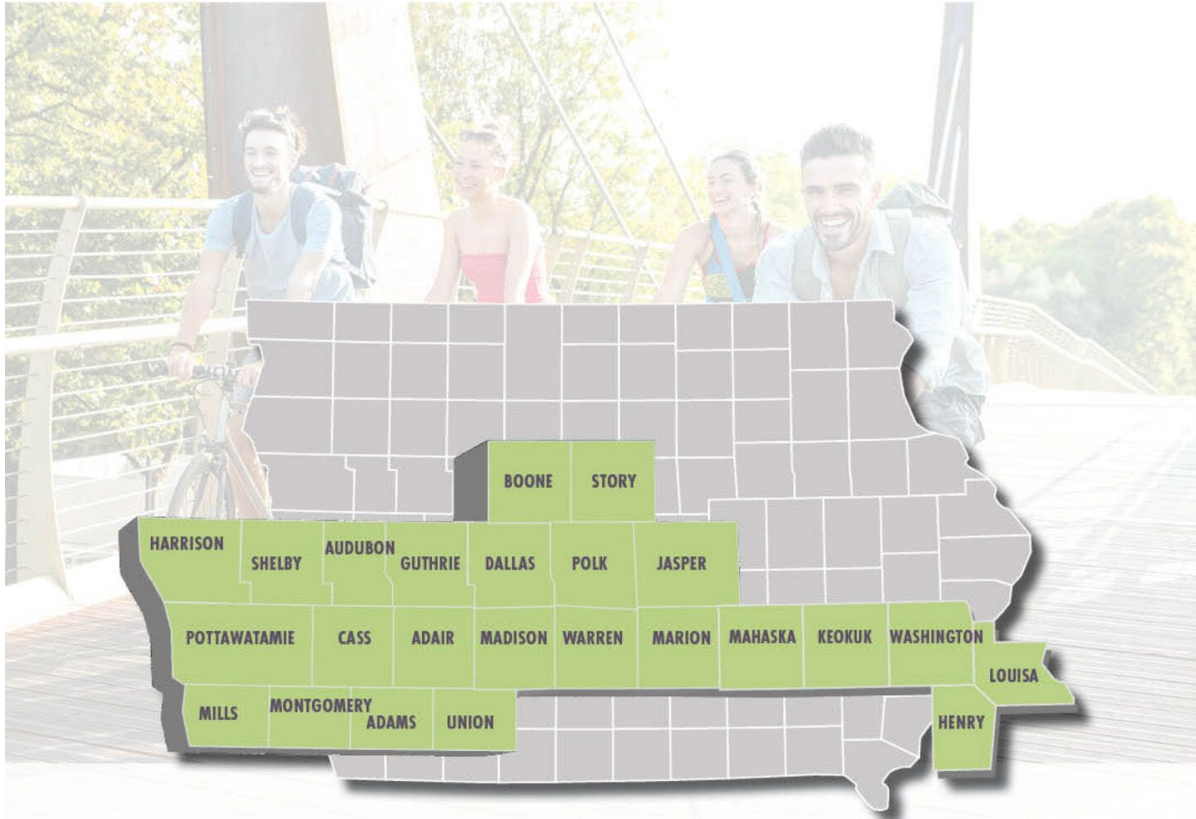 BOONE STORY
HARRISON
SHELBY
AUDUBON
GUTHRIE
DALLAS
POLK
JASPER
POTTAWATAMIE
CASS
ADAIR
MADISON
WARREN
MARION
MAHASKA
KEOKUK
WASHINGTON
LOUISA
MILLS
MONTGOMERY
ADAMS
UNION
HENRY